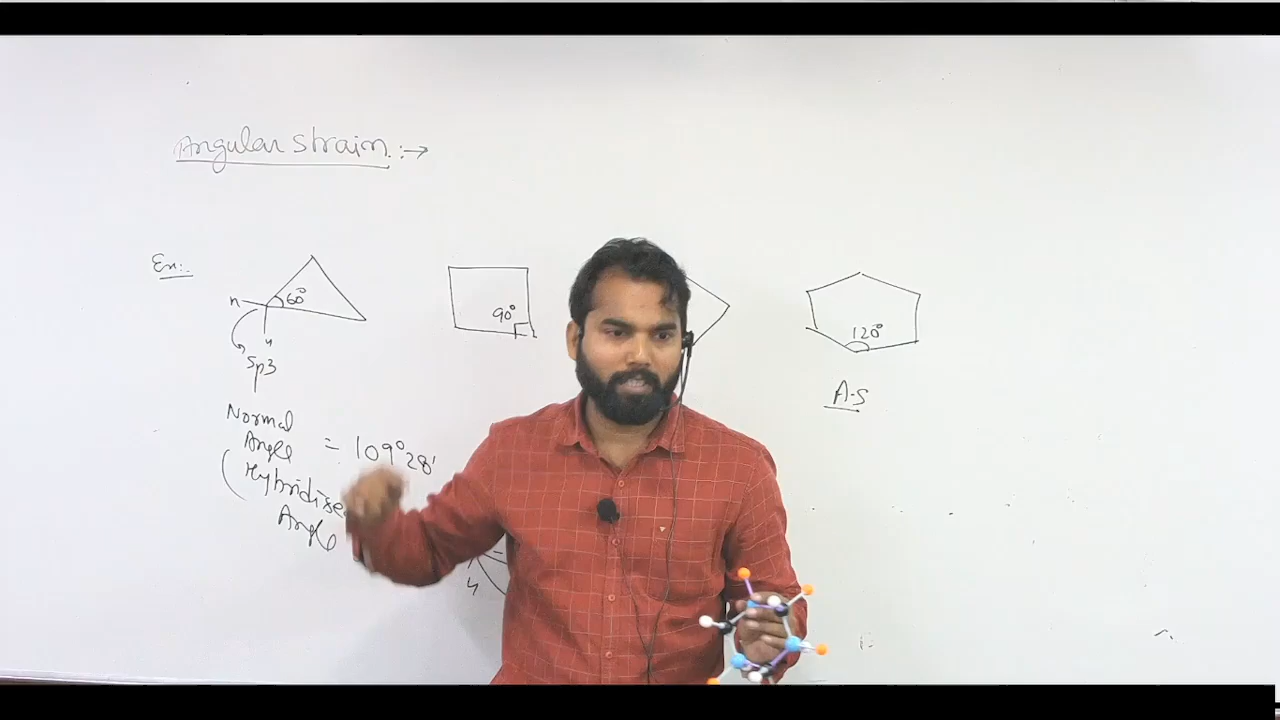 Angular strain :→
Ex:-
60°
H
H
Sp3
90°
120°
A.S
Normal
Angle = 109°28'
(Hybridised
Angle